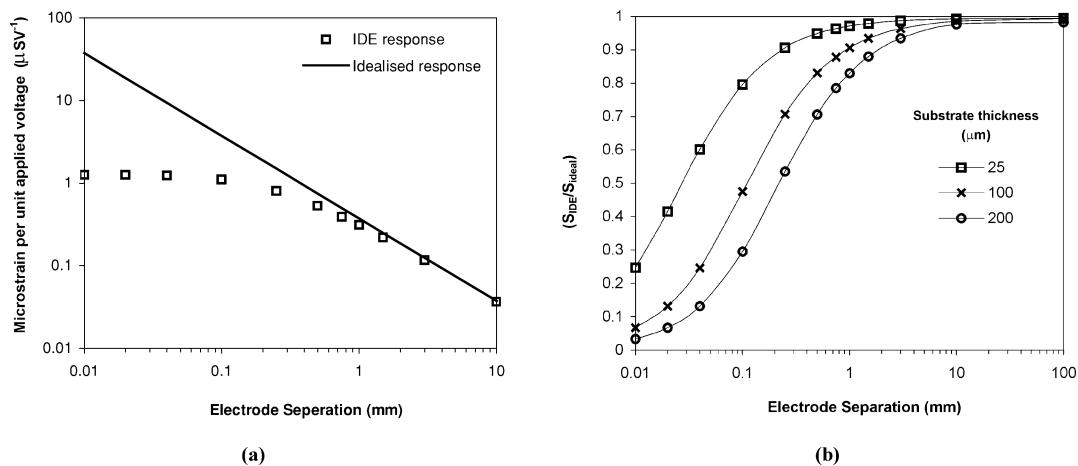 100
10
1
0.1
0.01
0.01
0.1
1
10
Microstrain per unit applied voltage (μSV⁻¹)
IDE response
Idealised response
Electrode Seperation (mm)
(a)
1
0.9
0.8
0.7
0.6
0.5
0.4
0.3
0.2
0.1
0
0.01
0.1
1
10
100
(S_IDE/S_ideal)
Substrate thickness
(μm)
25
100
200
Electrode Separation (mm)
(b)